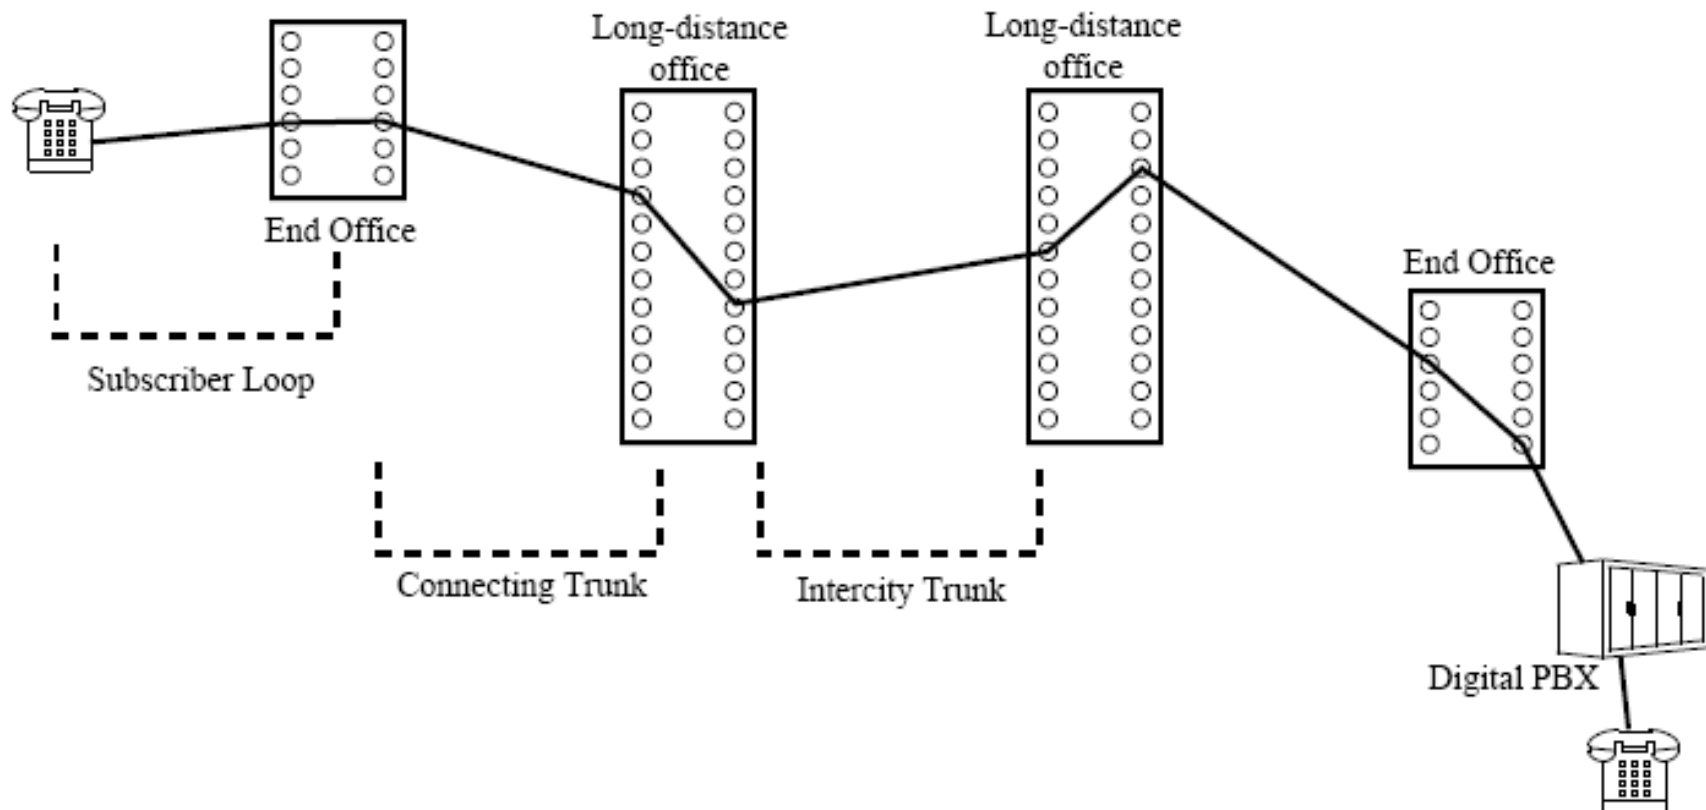 Long-distance
office
Long-distance
office
End Office
End Office
Subscriber Loop
Connecting Trunk
Intercity Trunk
Digital PBX